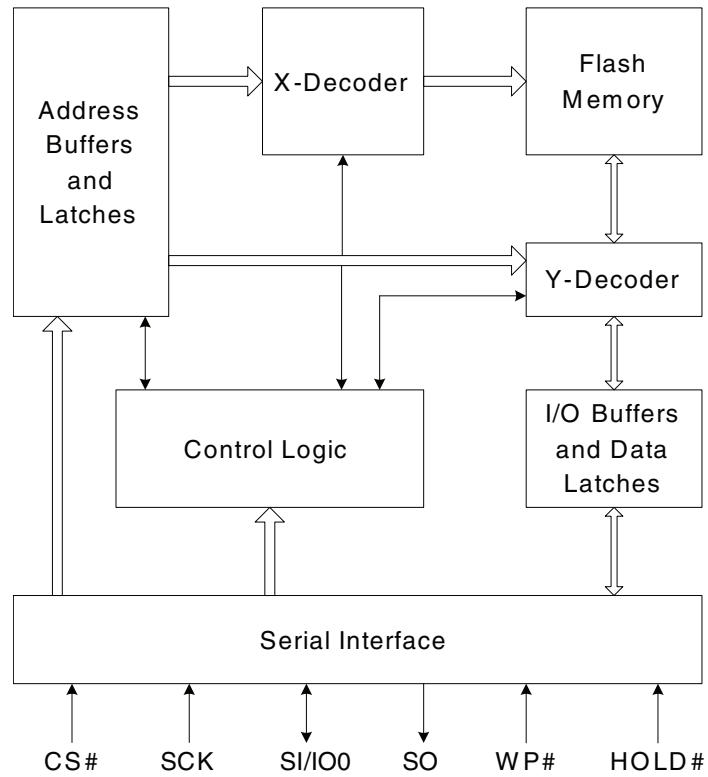 Address
Buffers
and
Latches
X-Decoder
Flash
Memory
Y-Decoder
Control Logic
I/O Buffers
and Data
Latches
Serial Interface
CS# SCK SI/IO0 SO WP# HOLD#